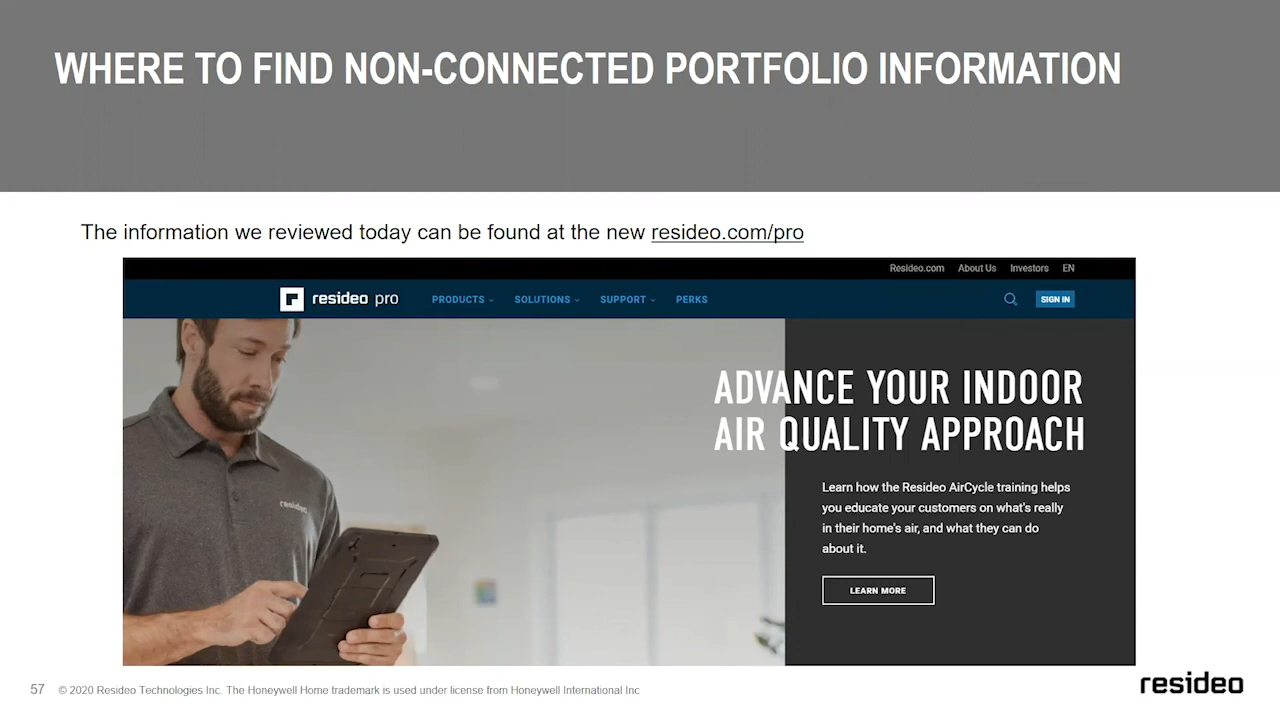 WHERE TO FIND NON-CONNECTED PORTFOLIO INFORMATION
The information we reviewed today can be found at the new resideo.com/pro
Resideo.com About Us Investors EN
resideo pro PRODUCTS SOLUTIONS SUPPORT PERKS SIGN IN
ADVANCE YOUR INDOOR
AIR QUALITY APPROACH
Learn how the Resideo AirCycle training helps
you educate your customers on what's really
in their home's air, and what they can do
about it.
resideo
LEARN MORE
57 © 2020 Resideo Technologies Inc. The Honeywell Home trademark is used under license from Honeywell International Inc
resideo